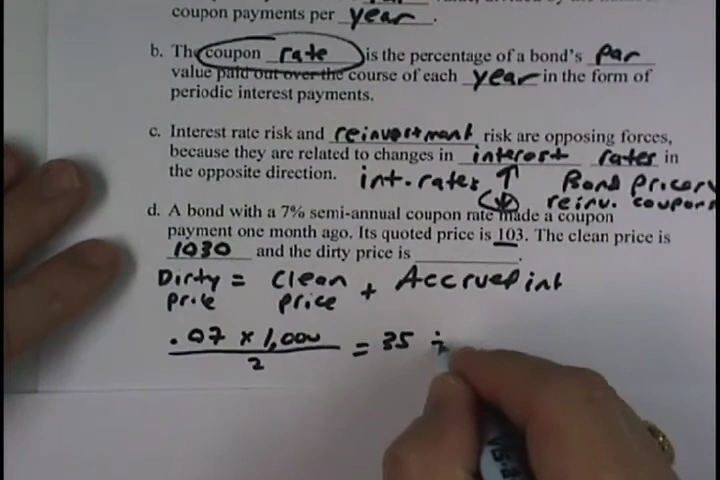 coupon payments per year.
b. The coupon rate is the percentage of a bond's par
value paid out over the course of each year in the form of
periodic interest payments.
c. Interest rate risk and reinvestment risk are opposing forces,
because they are related to changes in interest rates in
the opposite direction. int. rates ↑ Bond prices ↓
↓ reinv. coupons
d. A bond with a 7% semi-annual coupon rate made a coupon
payment one month ago. Its quoted price is 103. The clean price is
1030 and the dirty price is ________.
Dirty price = Clean price + Accrued int
.07 × 1,000 / 2 = 35 ÷